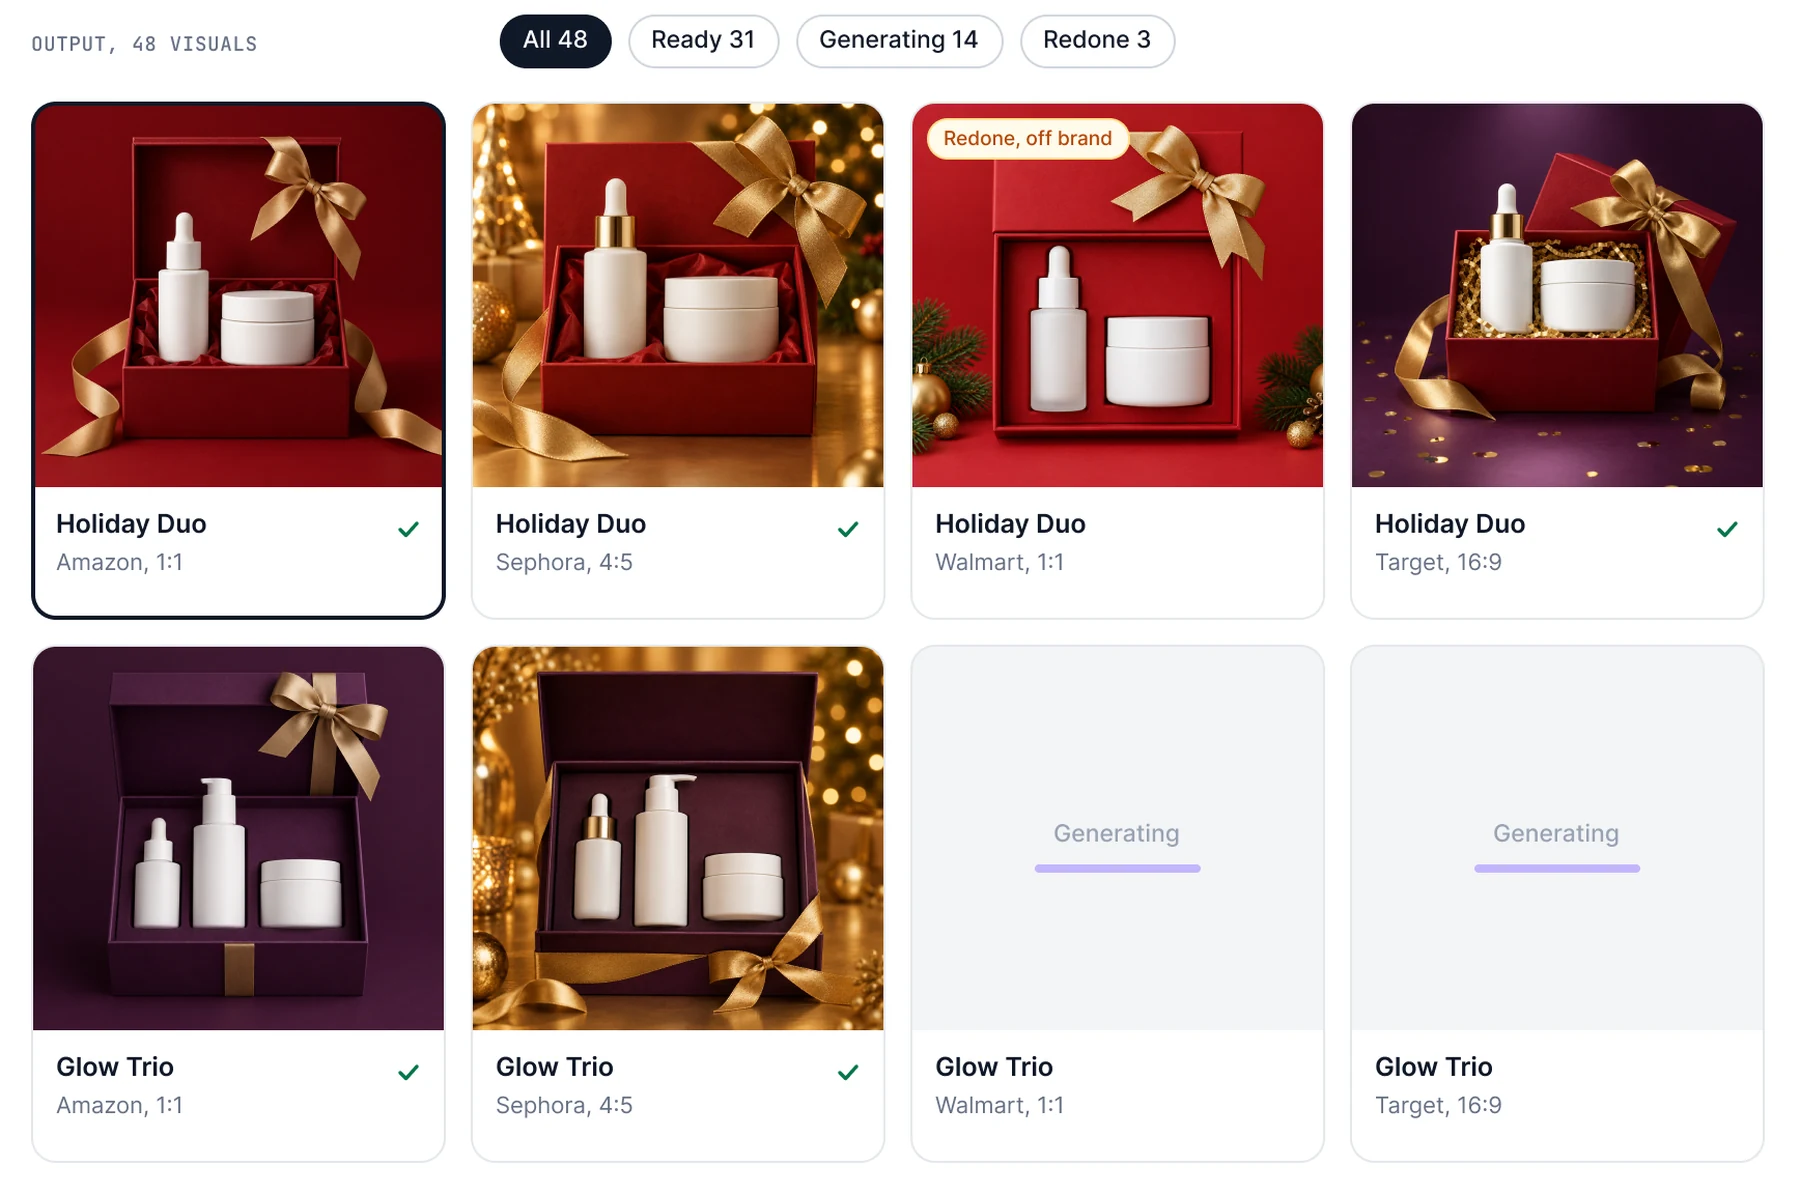 OUTPUT, 48 VISUALS
All 48
Ready 31
Generating 14
Redone 3
Redone, off brand
Holiday Duo
Amazon, 1:1
Holiday Duo
Sephora, 4:5
Holiday Duo
Walmart, 1:1
Holiday Duo
Target, 16:9
Generating
Generating
Glow Trio
Amazon, 1:1
Glow Trio
Sephora, 4:5
Glow Trio
Walmart, 1:1
Glow Trio
Target, 16:9